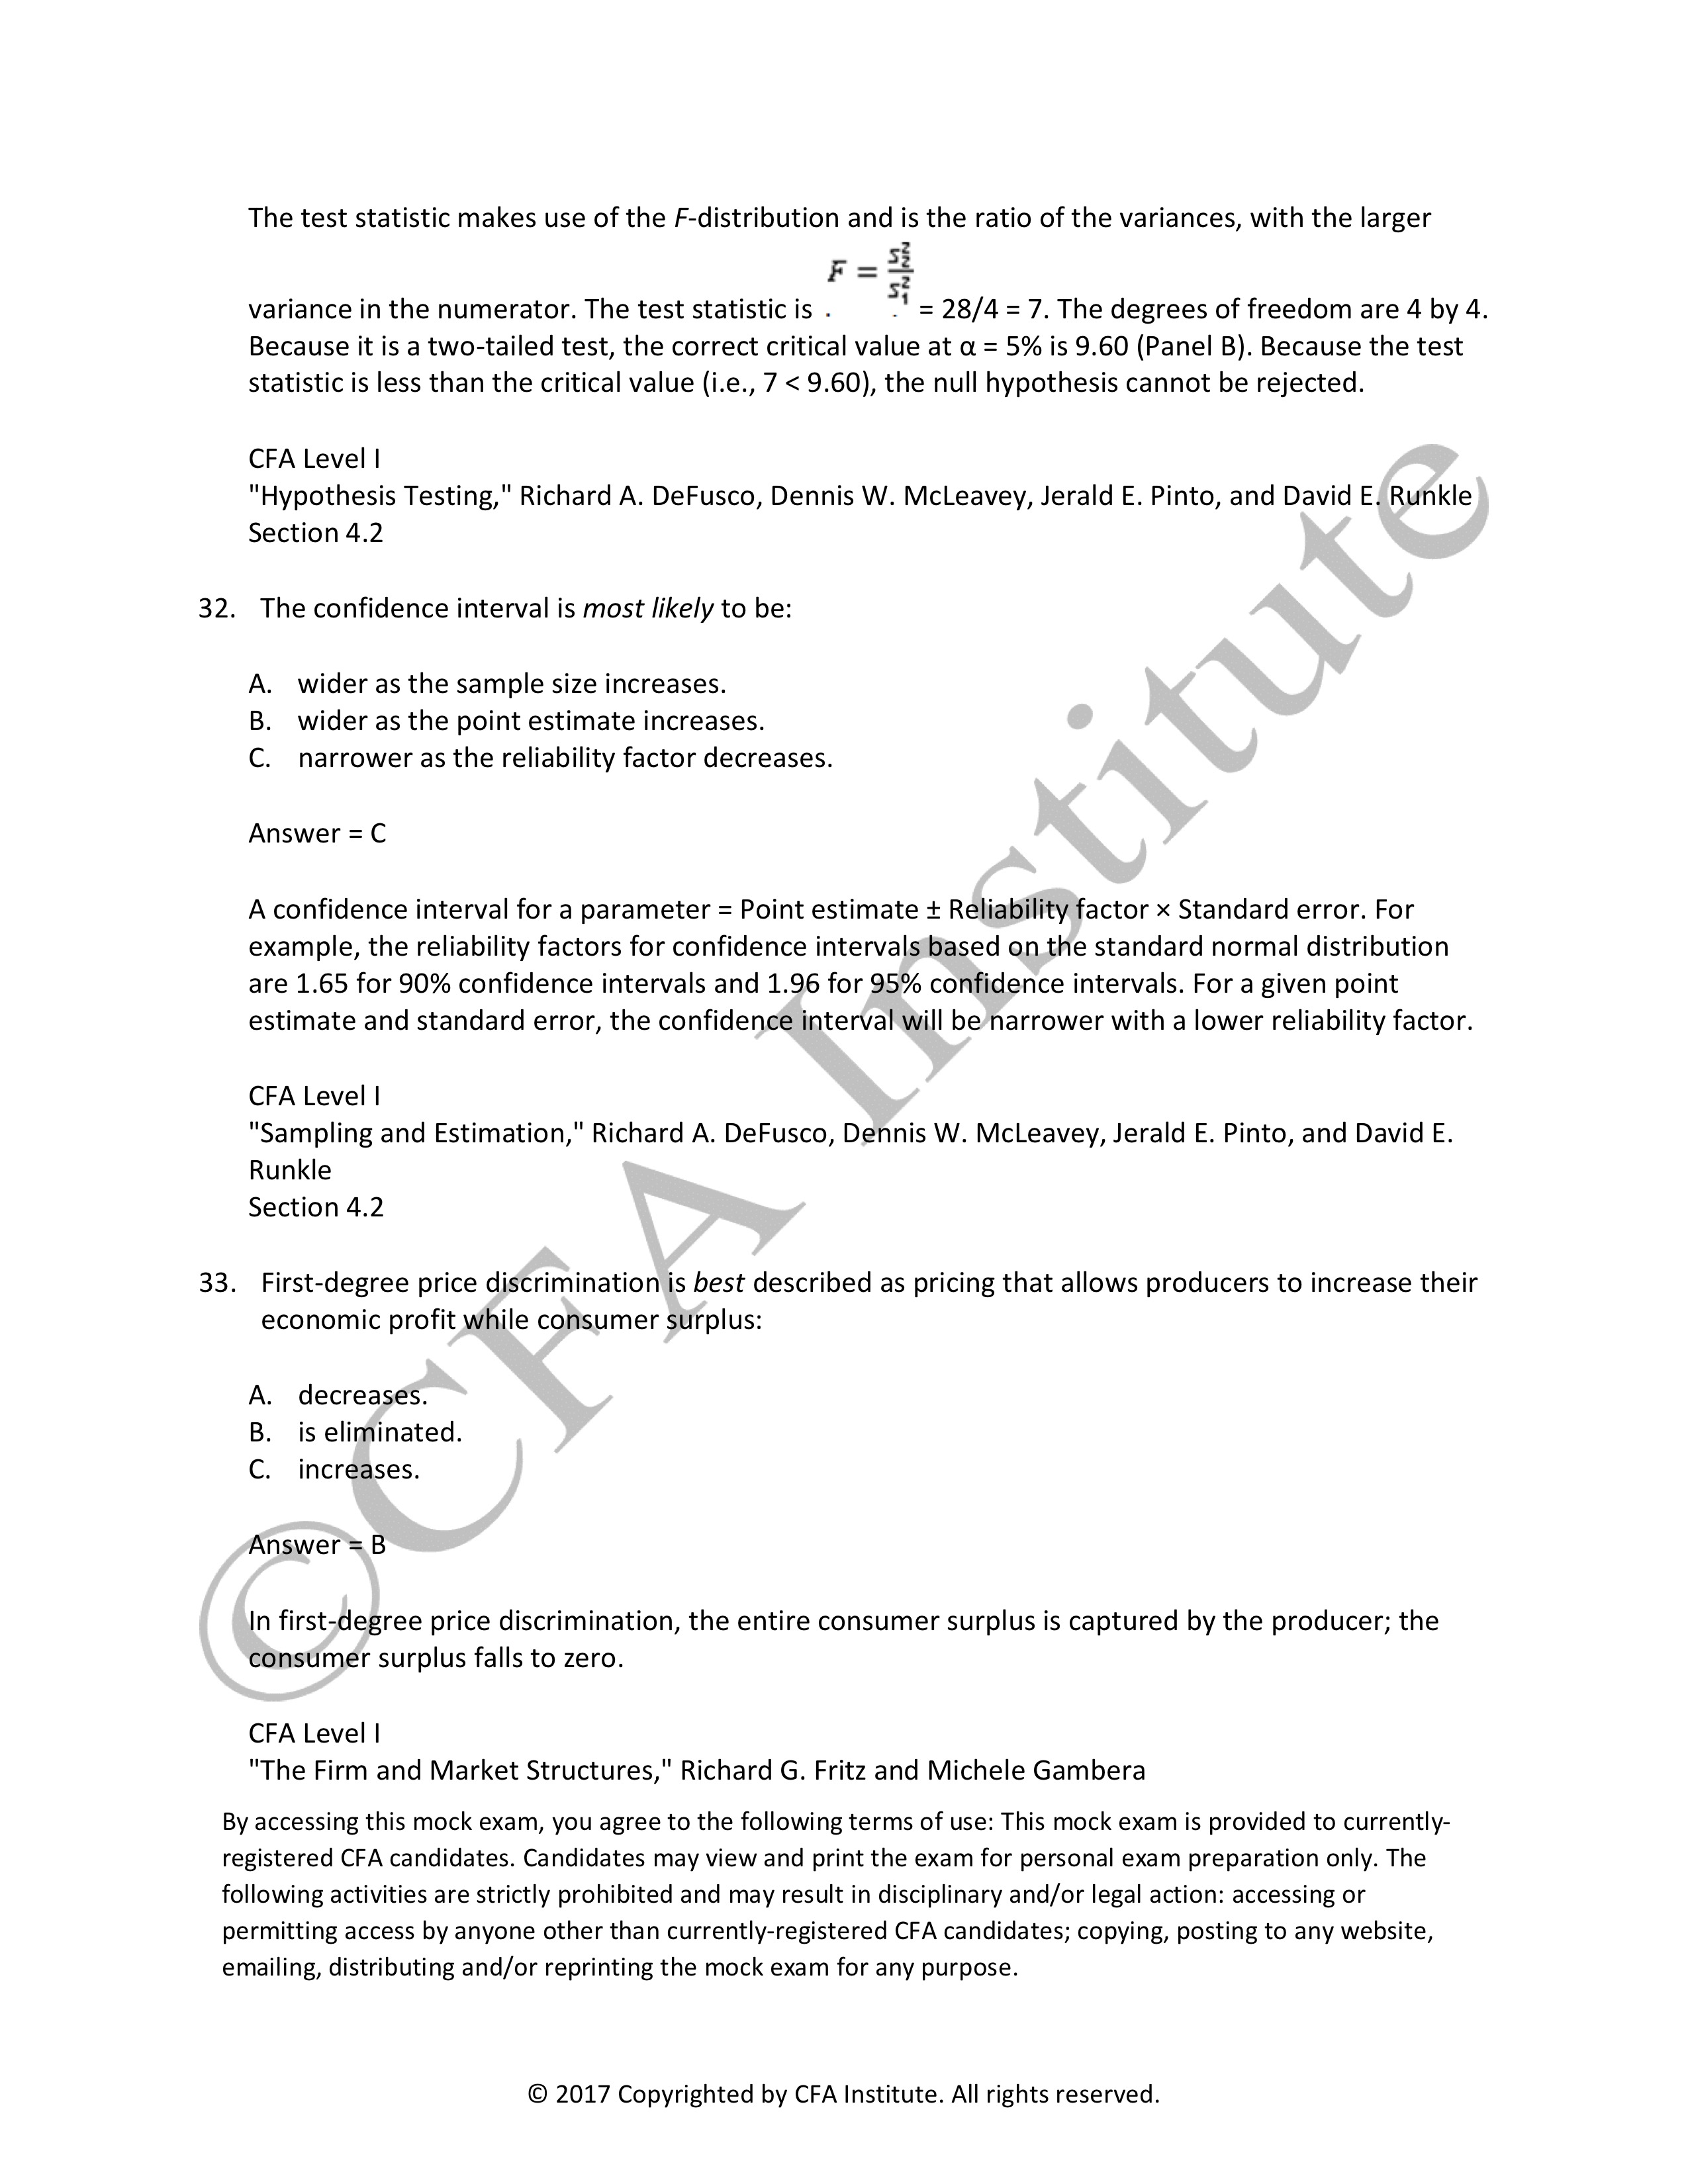 The test statistic makes use of the F-distribution and is the ratio of the variances, with the larger
variance in the numerator. The test statistic is F = s₂²/s₁² = 28/4 = 7. The degrees of freedom are 4 by 4.
Because it is a two-tailed test, the correct critical value at α = 5% is 9.60 (Panel B). Because the test
statistic is less than the critical value (i.e., 7 < 9.60), the null hypothesis cannot be rejected.
CFA Level I
"Hypothesis Testing," Richard A. DeFusco, Dennis W. McLeavey, Jerald E. Pinto, and David E. Runkle
Section 4.2
32. The confidence interval is most likely to be:
A. wider as the sample size increases.
B. wider as the point estimate increases.
C. narrower as the reliability factor decreases.
Answer = C
A confidence interval for a parameter = Point estimate ± Reliability factor × Standard error. For
example, the reliability factors for confidence intervals based on the standard normal distribution
are 1.65 for 90% confidence intervals and 1.96 for 95% confidence intervals. For a given point
estimate and standard error, the confidence interval will be narrower with a lower reliability factor.
CFA Level I
"Sampling and Estimation," Richard A. DeFusco, Dennis W. McLeavey, Jerald E. Pinto, and David E.
Runkle
Section 4.2
33. First-degree price discrimination is best described as pricing that allows producers to increase their
economic profit while consumer surplus:
A. decreases.
B. is eliminated.
C. increases.
Answer = B
In first-degree price discrimination, the entire consumer surplus is captured by the producer; the
consumer surplus falls to zero.
CFA Level I
"The Firm and Market Structures," Richard G. Fritz and Michele Gambera
By accessing this mock exam, you agree to the following terms of use: This mock exam is provided to currently-
registered CFA candidates. Candidates may view and print the exam for personal exam preparation only. The
following activities are strictly prohibited and may result in disciplinary and/or legal action: accessing or
permitting access by anyone other than currently-registered CFA candidates; copying, posting to any website,
emailing, distributing and/or reprinting the mock exam for any purpose.
© 2017 Copyrighted by CFA Institute. All rights reserved.
©CFA Institute